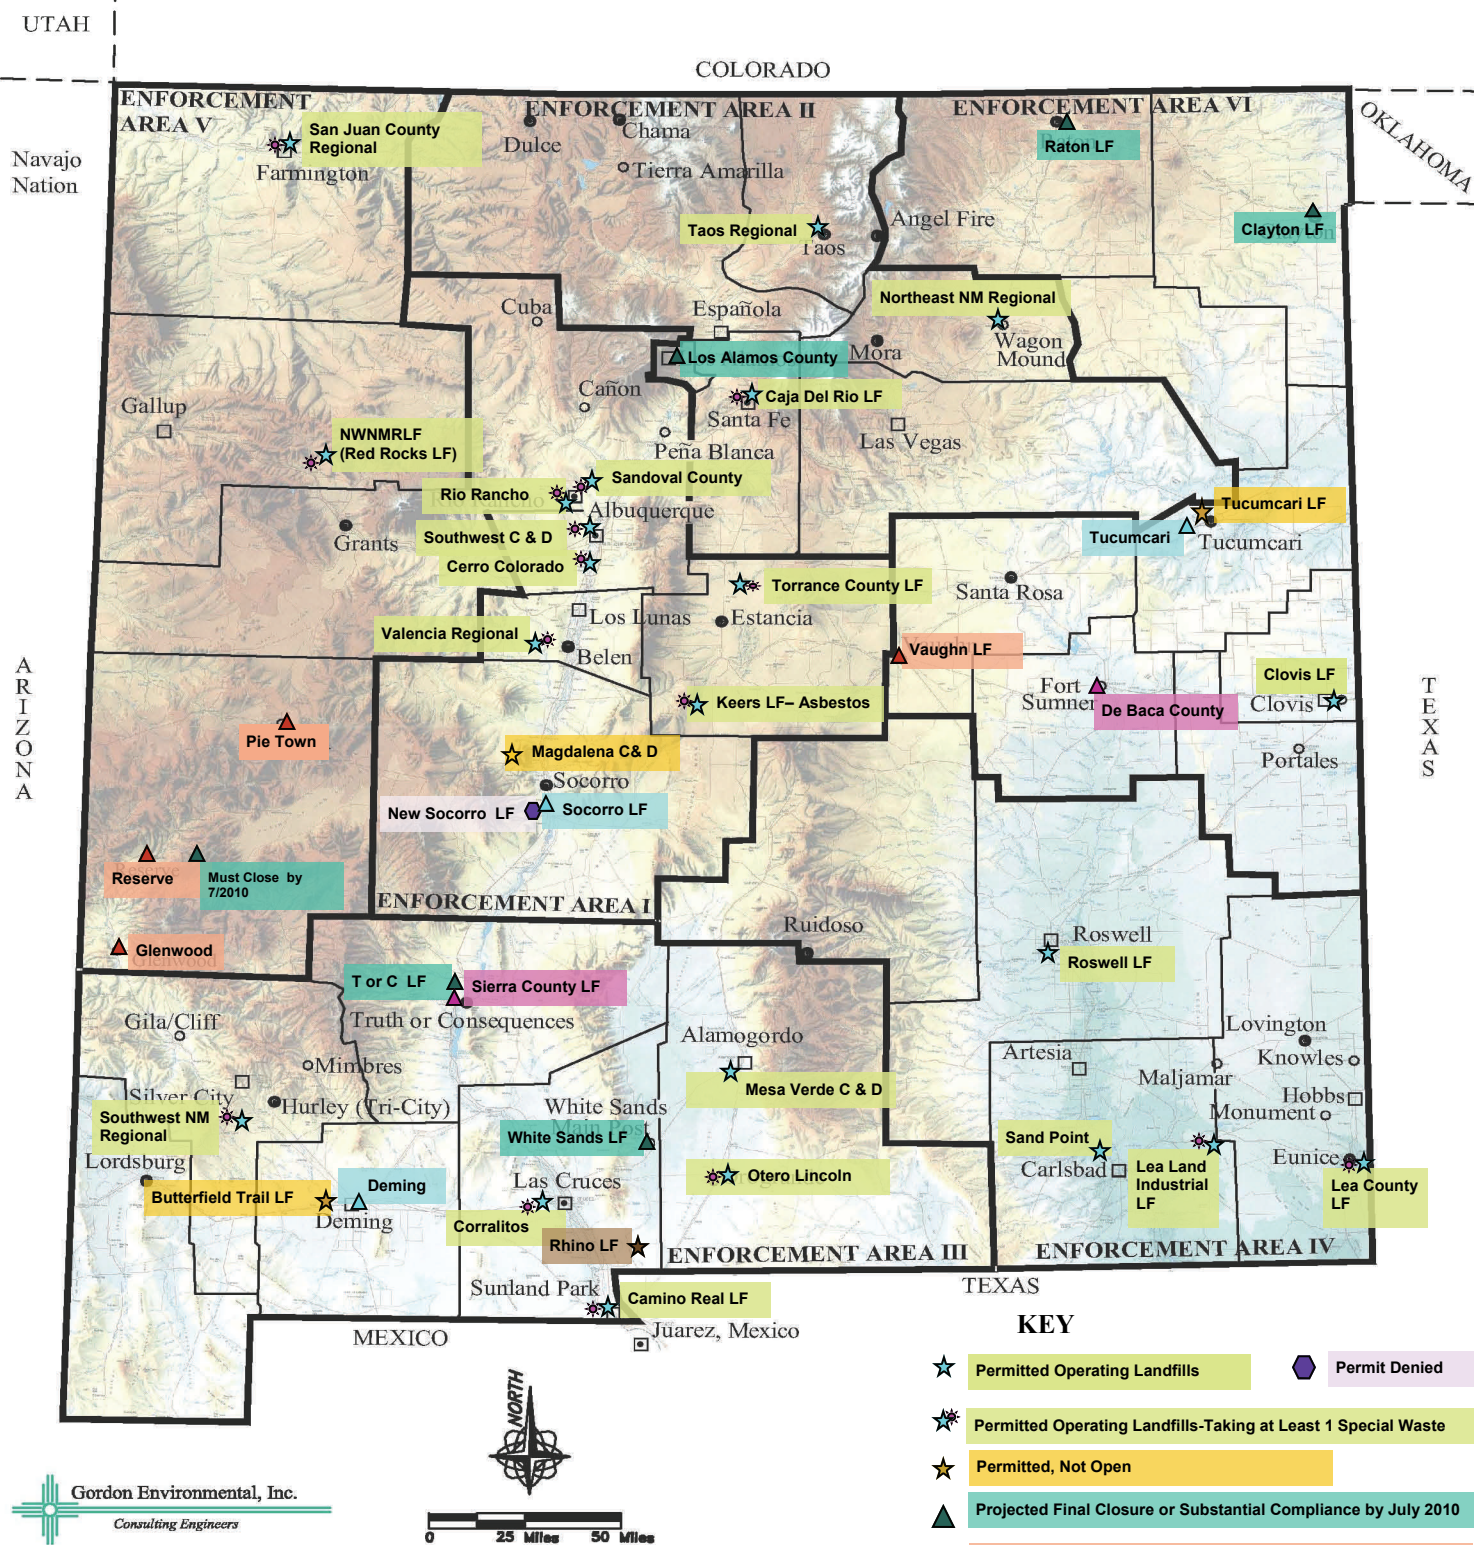 UTAH
COLORADO
OKLAHOMA
Navajo
Nation
ENFORCEMENT
AREA V
ENFORCEMENT AREA II
ENFORCEMENT AREA VI
San Juan County
Regional
Farmington
Dulce
Chama
Tierra Amarilla
Raton LF
Taos Regional
Taos
Angel Fire
Clayton LF
Northeast NM Regional
Wagon
Mound
Cuba
Española
Los Alamos County
Mora
Cañon
Caja Del Rio LF
Santa Fe
Gallup
NWNMRLF
(Red Rocks LF)
Peña Blanca
Las Vegas
Sandoval County
Rio Rancho
Albuquerque
Tucumcari LF
Grants
Southwest C & D
Tucumcari
Tucumcari
Cerro Colorado
Torrance County LF
Santa Rosa
Los Lunas
Estancia
Valencia Regional
Belen
Vaughn LF
ARIZONA
TEXAS
Clovis LF
Fort
Sumner
De Baca County
Clovis
Keers LF– Asbestos
Pie Town
Magdalena C& D
Socorro
Portales
New Socorro LF
Socorro LF
Reserve
Must Close by
7/2010
ENFORCEMENT AREA I
Ruidoso
Roswell
Roswell LF
Glenwood
T or C LF
Sierra County LF
Truth or Consequences
Gila/Cliff
Alamogordo
Lovington
Artesia
Knowles
Mimbres
Mesa Verde C & D
Maljamar
Silver City
Hurley (Tri-City)
White Sands
Main Post
Hobbs
Monument
Southwest NM
Regional
White Sands LF
Sand Point
Lordsburg
Carlsbad
Eunice
Otero Lincoln
Lea Land
Industrial
LF
Lea County
LF
Butterfield Trail LF
Deming
Deming
Las Cruces
Corralitos
Rhino LF
ENFORCEMENT AREA III
ENFORCEMENT AREA IV
Sunland Park
Camino Real LF
TEXAS
MEXICO
Juarez, Mexico
KEY
Permitted Operating Landfills
Permit Denied
Permitted Operating Landfills-Taking at Least 1 Special Waste
Permitted, Not Open
Projected Final Closure or Substantial Compliance by July 2010
NORTH
Gordon Environmental, Inc.
Consulting Engineers
0 25 Miles 50 Miles